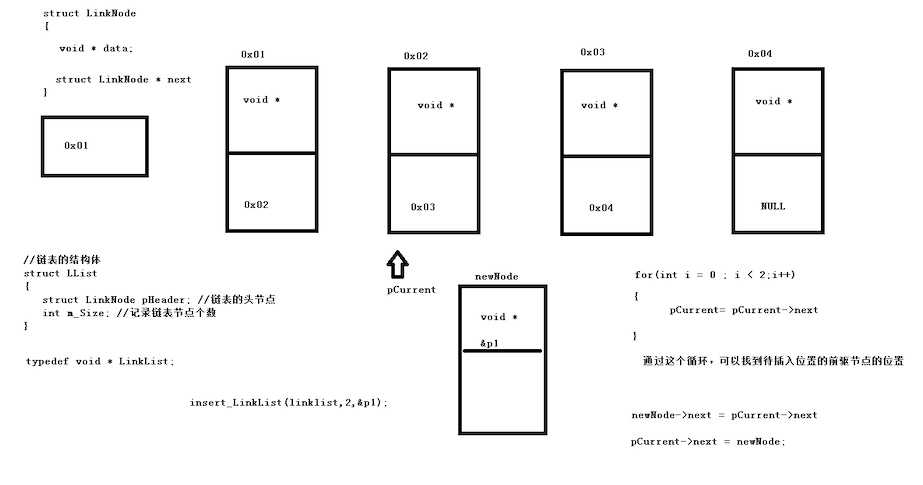 struct LinkNode
{
void * data;
struct LinkNode * next
}
0x01
0x01
void *
0x02
0x02
void *
0x03
0x03
void *
0x04
0x04
void *
NULL
//链表的结构体
struct LList
{
struct LinkNode pHeader; //链表的头节点
int m_Size; //记录链表节点个数
}
typedef void * LinkList;
pCurrent
newNode
void *
&p1
insert_LinkList(linklist,2,&p1);
for(int i = 0 ; i < 2;i++)
{
pCurrent= pCurrent->next
}
通过这个循环，可以找到待插入位置的前驱节点的位置
newNode->next = pCurrent->next
pCurrent->next = newNode;